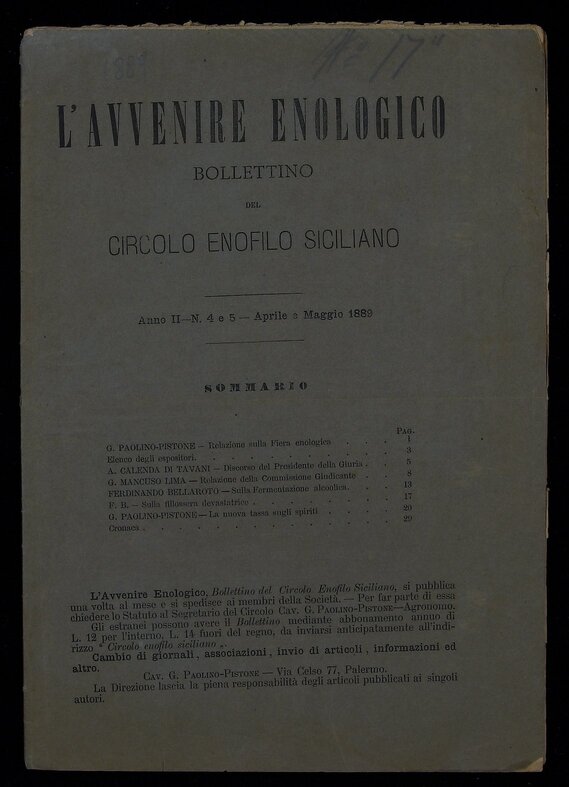 1889
N° 17
L'AVVENIRE ENOLOGICO
BOLLETTINO
DEL
CIRCOLO ENOFILO SICILIANO
Anno II—N. 4 e 5 — Aprile e Maggio 1889
SOMMARIO
PAG.
G. PAOLINO-PISTONE — Relazione sulla Fiera enologica . . . 1
Elenco degli espositori. . . . . . . . . . 3
A. CALENDA DI TAVANI — Discorso del Presidente della Giuria . . 5
G. MANCUSO LIMA — Relazione della Commissione Giudicante . . 8
FERDINANDO BELLAROTO — Sulla Fermentazione alcoolica. . . 13
F. B. — Sulla fillossera devastatrice . . . . . . . 17
G. PAOLINO-PISTONE — La nuova tassa sugli spiriti . . . . 20
Cronaca . . . . . . . . . . . . 29
L'Avvenire Enologico, Bollettino del Circolo Enofilo Siciliano, si pubblica
una volta al mese e si spedisce ai membri della Società. — Per far parte di essa
chiedere lo Statuto al Segretario del Circolo CAV. G. PAOLINO-PISTONE—Agronomo.
Gli estranei possono avere il Bollettino mediante abbonamento annuo di
L. 12 per l'interno, L. 14 fuori del regno, da inviarsi anticipatamente all'indi-
rizzo " Circolo enofilo siciliano „.
Cambio di giornali, associazioni, invio di articoli, informazioni ed
altro.
CAV. G. PAOLINO-PISTONE — Via Celso 77, Palermo.
La Direzione lascia la piena responsabilità degli articoli pubblicati ai singoli
autori.